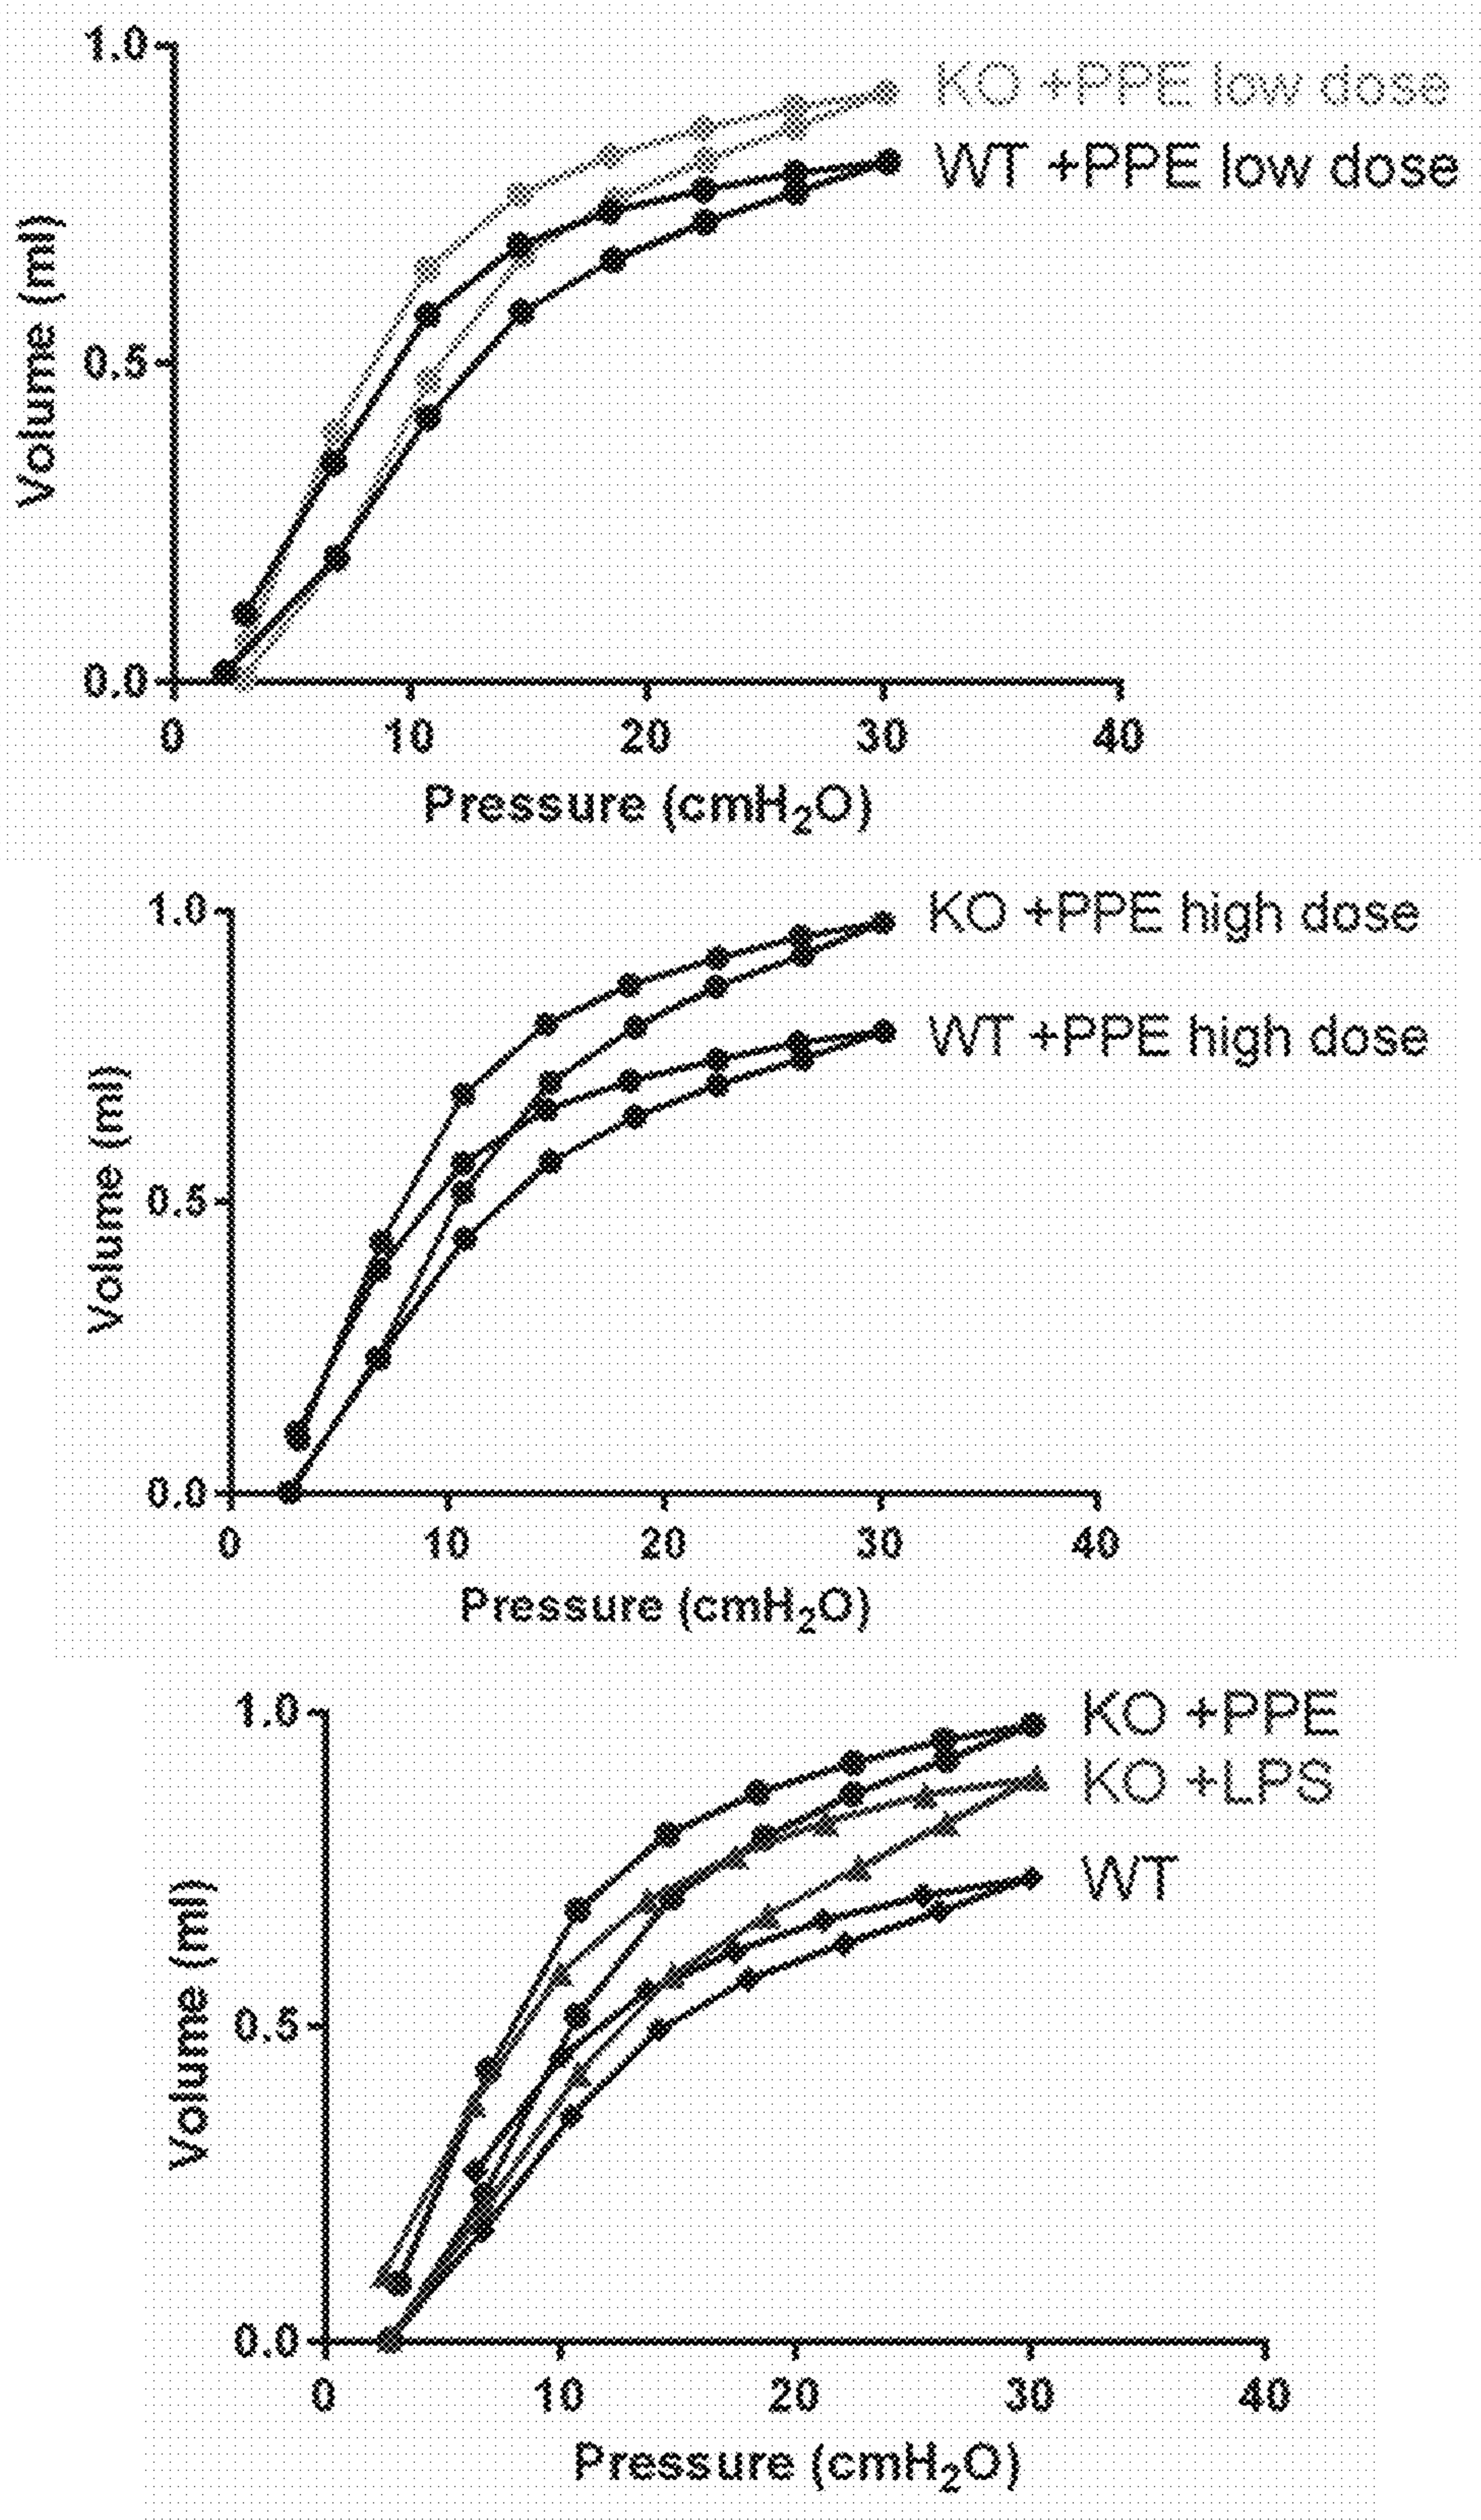 1.0
KO +PPE low dose
WT +PPE low dose
Volume (ml)
0.5
0.0
0 10 20 30 40
Pressure (cmH₂O)
1.0
KO +PPE high dose
WT +PPE high dose
Volume (ml)
0.5
0.0
0 10 20 30 40
Pressure (cmH₂O)
1.0
KO +PPE
KO +LPS
WT
Volume (ml)
0.5
0.0
0 10 20 30 40
Pressure (cmH₂O)